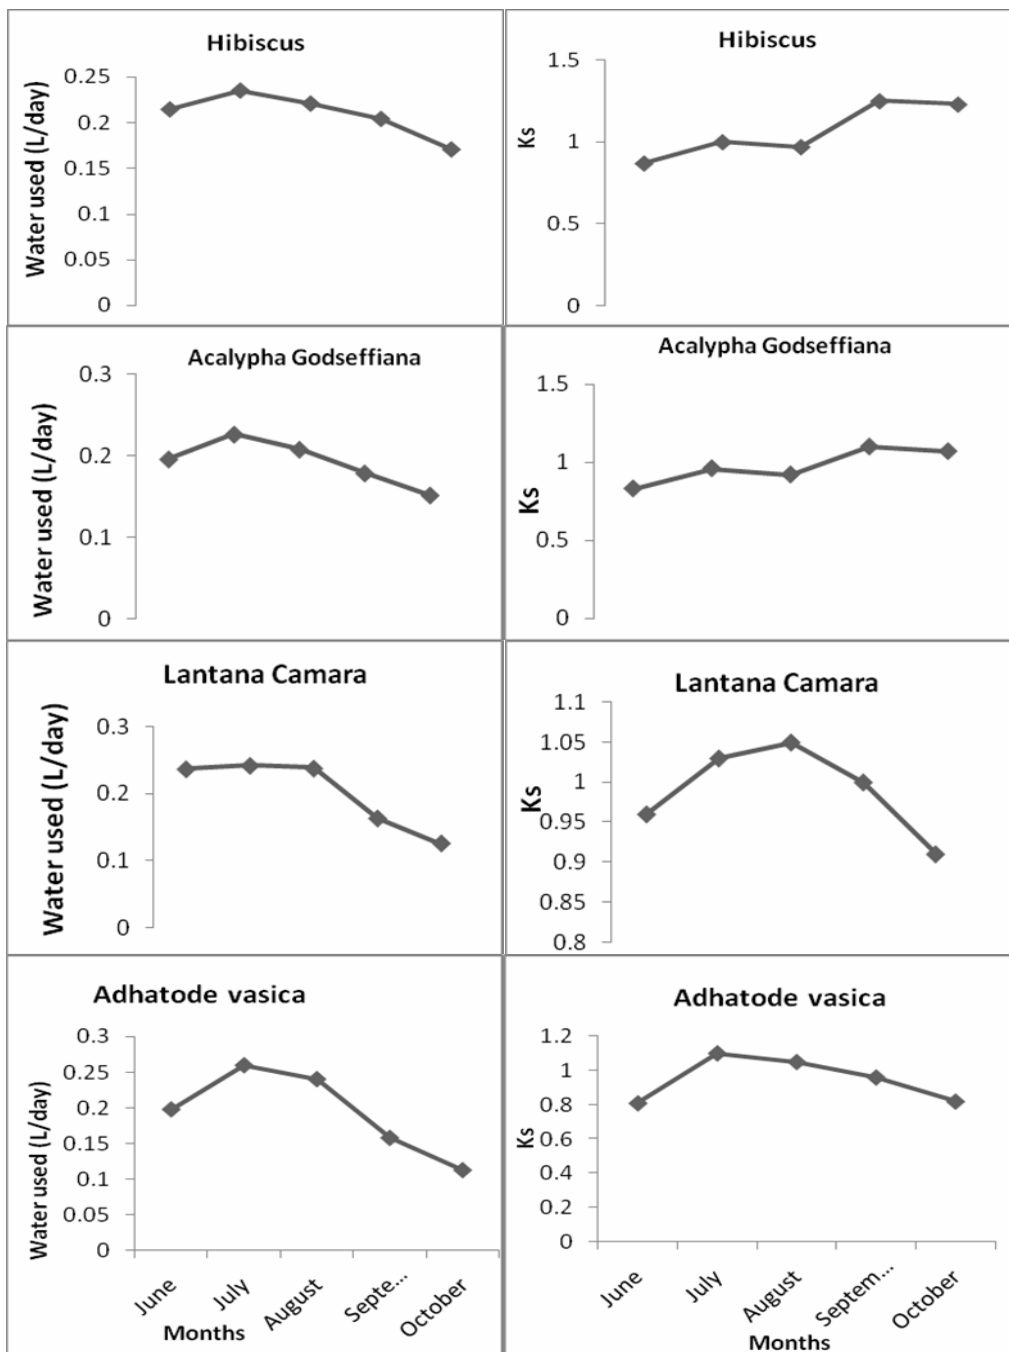 Hibiscus
Water used (L/day)
0.25
0.2
0.15
0.1
0.05
0
Hibiscus
Ks
1.5
1
0.5
0
Acalypha Godseffiana
Water used (L/day)
0.3
0.2
0.1
0
Acalypha Godseffiana
Ks
1.5
1
0.5
0
Lantana Camara
Water used (L/day)
0.3
0.2
0.1
0
Lantana Camara
Ks
1.1
1.05
1
0.95
0.9
0.85
0.8
Adhatode vasica
Water used (L/day)
0.3
0.25
0.2
0.15
0.1
0.05
0
June
July
August
Septe...
October
Months
Adhatode vasica
Ks
1.2
1
0.8
0.6
0.4
0.2
0
June
July
August
Septem...
October
Months